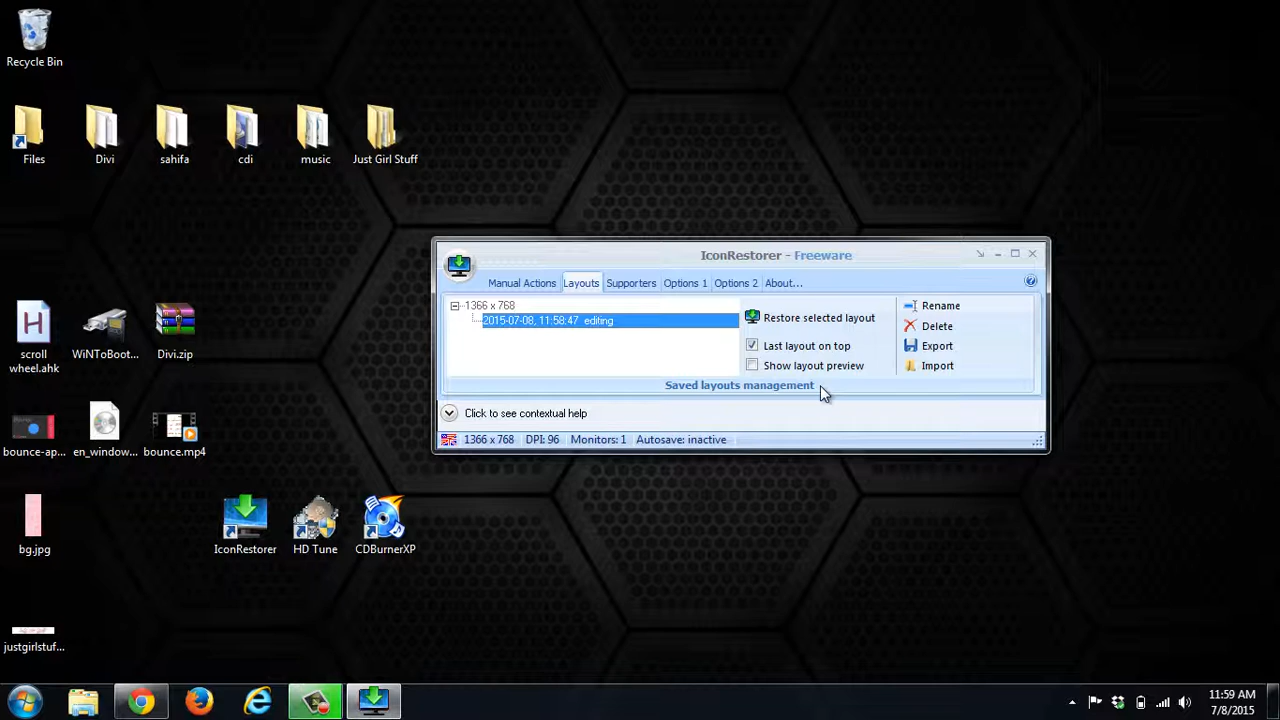 Recycle Bin
Files
Divi
sahifa
cdi
music
Just Girl Stuff
IconRestorer - Freeware
Manual Actions
Layouts
Supporters
Options 1
Options 2
About...
1366 x 768
2015-07-08, 11:58:47 editing
Restore selected layout
Last layout on top
Show layout preview
Rename
Delete
Export
Import
Saved layouts management
Click to see contextual help
1366 x 768
DPI: 96
Monitors: 1
Autosave: inactive
H
scroll
wheel.ahk
WiNToBoot...
Divi.zip
bounce-ap...
en_window...
bounce.mp4
bg.jpg
IconRestorer
HD Tune
CDBurnerXP
justgirlstuf...
11:59 AM
7/8/2015